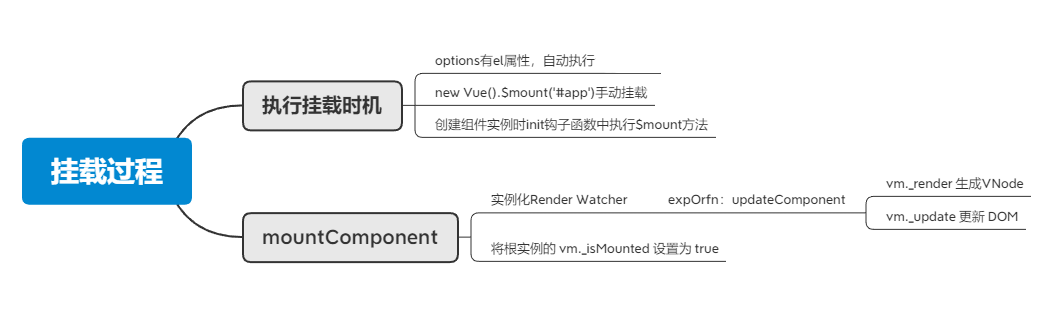 挂载过程
执行挂载时机
options有el属性，自动执行
new Vue().$mount('#app')手动挂载
创建组件实例时init钩子函数中执行$mount方法
mountComponent
实例化Render Watcher
expOrfn：updateComponent
vm._render 生成VNode
vm._update 更新 DOM
将根实例的 vm._isMounted 设置为 true